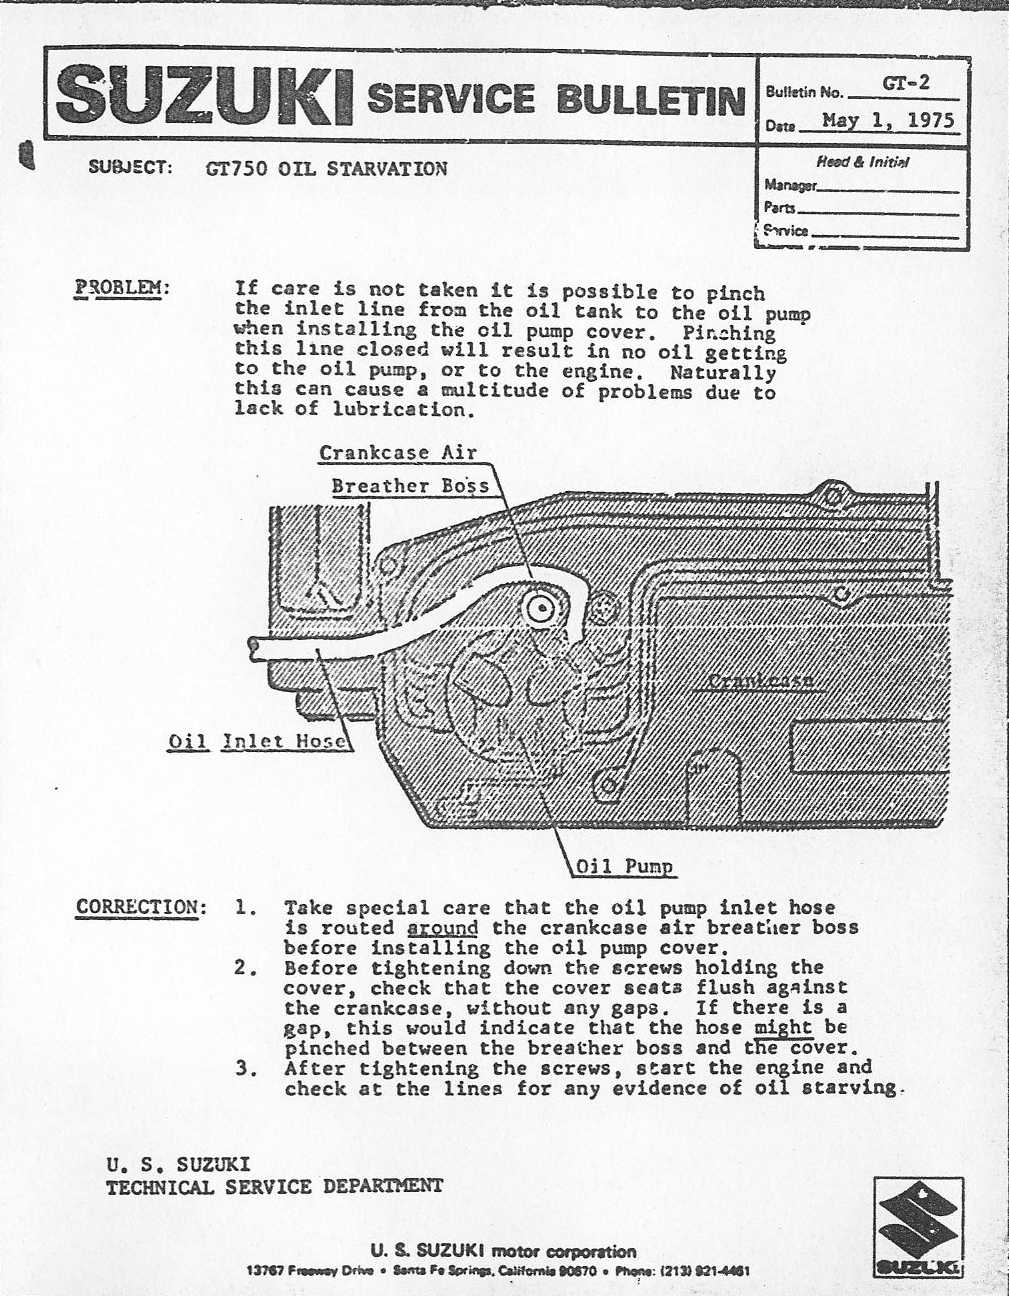 SUZUKI SERVICE BULLETIN
Bulletin No. GT-2
Date May 1, 1975
SUBJECT: GT750 OIL STARVATION
Read & Initial
Manager
Parts
Service
PROBLEM: If care is not taken it is possible to pinch
the inlet line from the oil tank to the oil pump
when installing the oil pump cover. Pinching
this line closed will result in no oil getting
to the oil pump, or to the engine. Naturally
this can cause a multitude of problems due to
lack of lubrication.
Crankcase Air
Breather Boss
Crankcase
Oil Inlet Hose
Oil Pump
CORRECTION: 1. Take special care that the oil pump inlet hose
is routed around the crankcase air breather boss
before installing the oil pump cover.
2. Before tightening down the screws holding the
cover, check that the cover seats flush against
the crankcase, without any gaps. If there is a
gap, this would indicate that the hose might be
pinched between the breather boss and the cover.
3. After tightening the screws, start the engine and
check at the lines for any evidence of oil starving.
U. S. SUZUKI
TECHNICAL SERVICE DEPARTMENT
U. S. SUZUKI motor corporation
13767 Freeway Drive • Santa Fe Springs, California 90670 • Phone: (213) 921-4461
SUZUKI